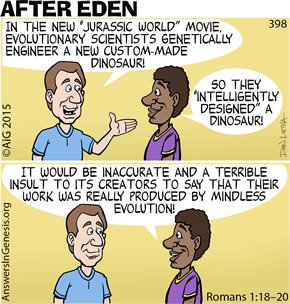 AFTER EDEN
IN THE NEW "JURASSIC WORLD" MOVIE,
EVOLUTIONARY SCIENTISTS GENETICALLY
ENGINEER A NEW CUSTOM-MADE
DINOSAUR!
398
SO THEY
"INTELLIGENTLY
DESIGNED" A
DINOSAUR!
©AiG 2015
DAN LIETHA
IT WOULD BE INACCURATE AND A TERRIBLE
INSULT TO ITS CREATORS TO SAY THAT THEIR
WORK WAS REALLY PRODUCED BY MINDLESS
EVOLUTION!
AnswersInGenesis.org
Romans 1:18–20